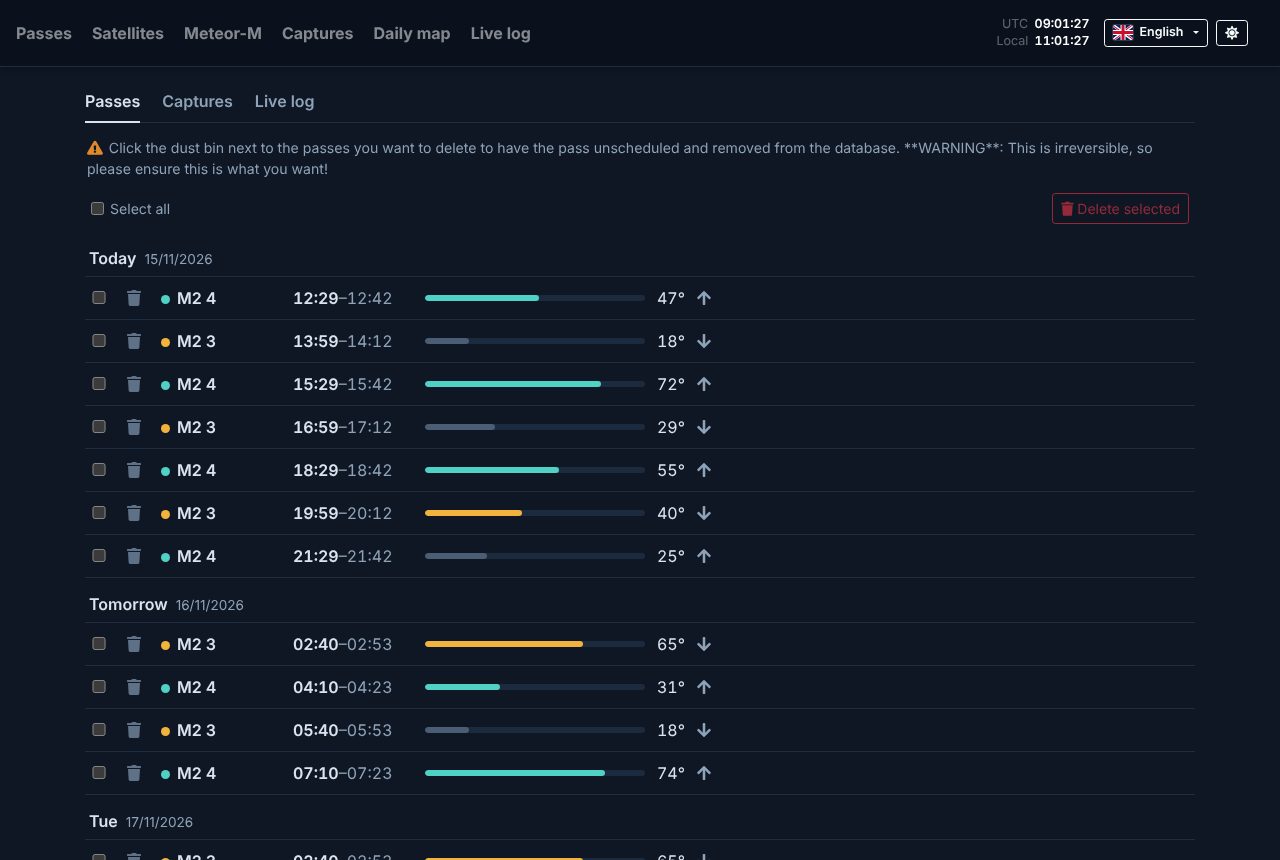 Passes Satellites Meteor-M Captures Daily map Live log
UTC 09:01:27
Local 11:01:27
English
Passes Captures Live log
Click the dust bin next to the passes you want to delete to have the pass unscheduled and removed from the database. **WARNING**: This is irreversible, so
please ensure this is what you want!
Select all
Delete selected
Today 15/11/2026
M2 4 12:29–12:42 47° ↑
M2 3 13:59–14:12 18° ↓
M2 4 15:29–15:42 72° ↑
M2 3 16:59–17:12 29° ↓
M2 4 18:29–18:42 55° ↑
M2 3 19:59–20:12 40° ↓
M2 4 21:29–21:42 25° ↑
Tomorrow 16/11/2026
M2 3 02:40–02:53 65° ↓
M2 4 04:10–04:23 31° ↑
M2 3 05:40–05:53 18° ↓
M2 4 07:10–07:23 74° ↑
Tue 17/11/2026
M2 3 02:40–02:53 65°